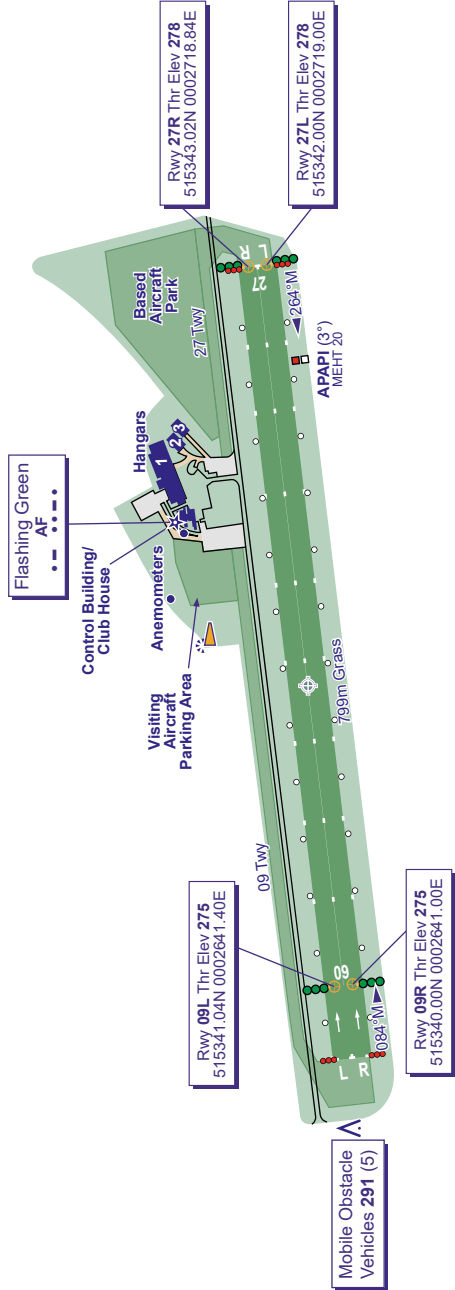 Flashing Green
AF
Control Building/
Club House
Hangars
1
2/3
Anemometers
Visiting
Aircraft
Parking Area
Based
Aircraft
Park
27 Twy
09 Twy
Rwy 27R Thr Elev 278
515343.02N 0002718.84E
Rwy 27L Thr Elev 278
515342.00N 0002719.00E
R
L
27
264°M
APAPI (3°)
MEHT 20
799m Grass
Rwy 09L Thr Elev 275
515341.04N 0002641.40E
Rwy 09R Thr Elev 275
515340.00N 0002641.00E
09
L
R
084°M
Mobile Obstacle
Vehicles 291 (5)